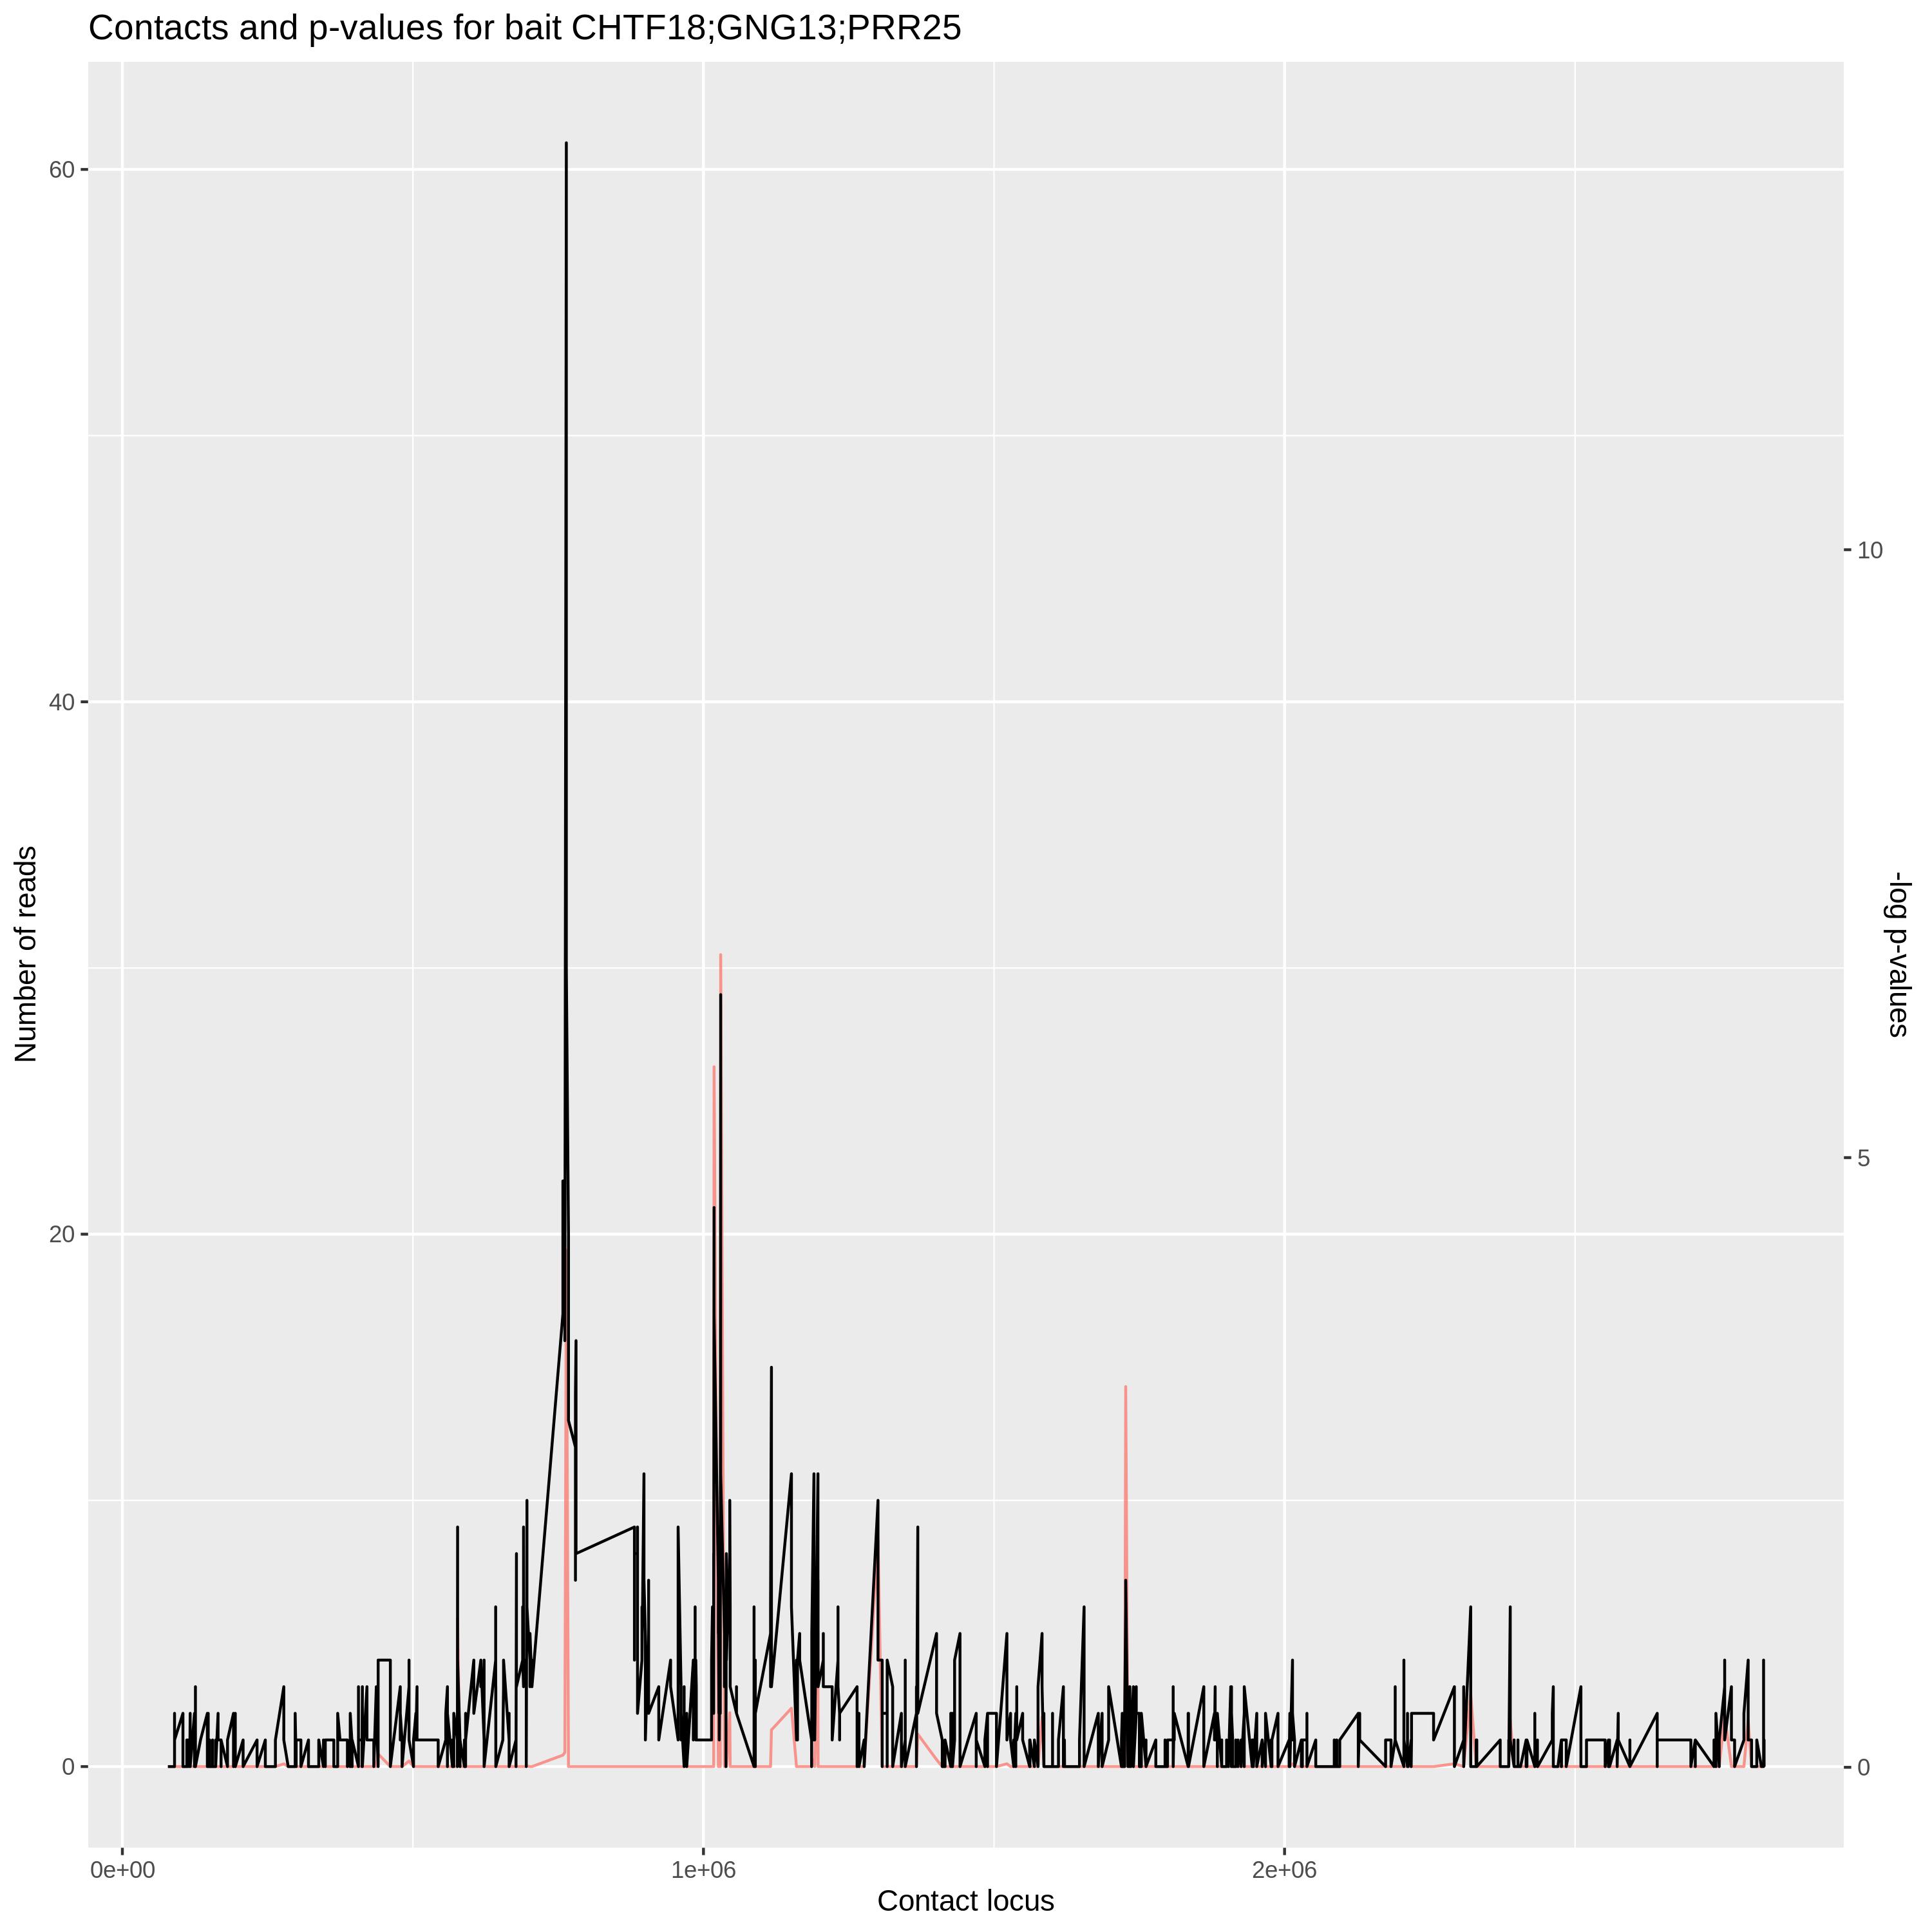 Contacts and p-values for bait CHTF18;GNG13;PRR25
60
40
20
0
Number of reads
10
5
0
-log p-values
0e+00
1e+06
2e+06
Contact locus